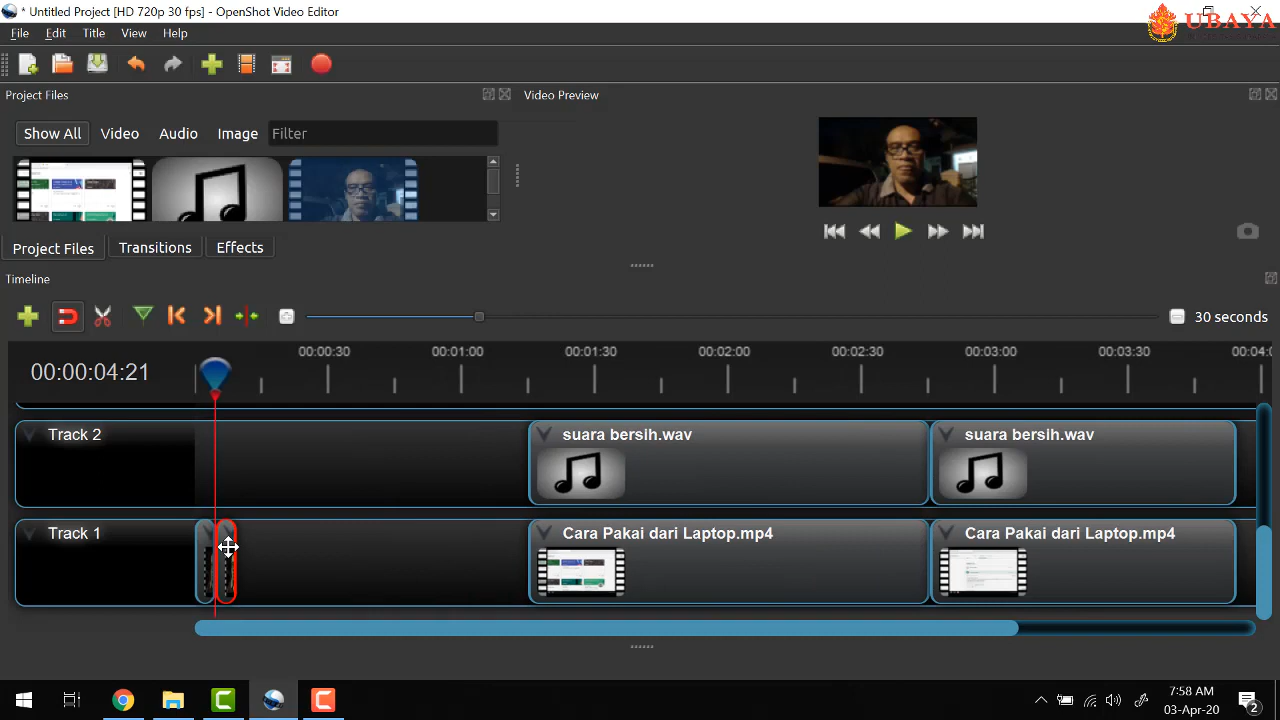 * Untitled Project [HD 720p 30 fps] - OpenShot Video Editor
UBAYA
File Edit Title View Help
Project Files
Video Preview
Show All Video Audio Image Filter
Project Files Transitions Effects
Timeline
30 seconds
00:00:04:21
00:00:30 00:01:00 00:01:30 00:02:00 00:02:30 00:03:00 00:03:30 00:04:0
Track 2
suara bersih.wav
suara bersih.wav
Track 1
Cara Pakai dari Laptop.mp4
Cara Pakai dari Laptop.mp4
7:58 AM
03-Apr-20
2